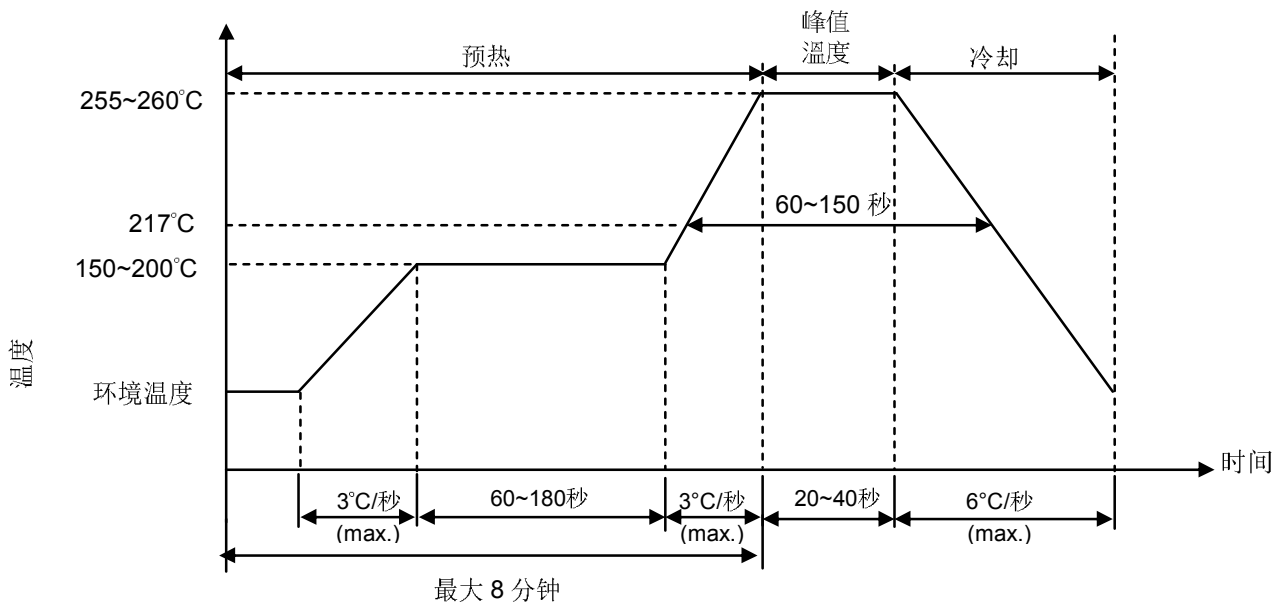 峰值
溫度
预热
冷却
255~260°C
217°C
60~150 秒
150~200°C
温度
环境温度
时间
3°C/秒
(max.)
60~180秒
3°C/秒
(max.)
20~40秒
6°C/秒
(max.)
最大 8 分钟